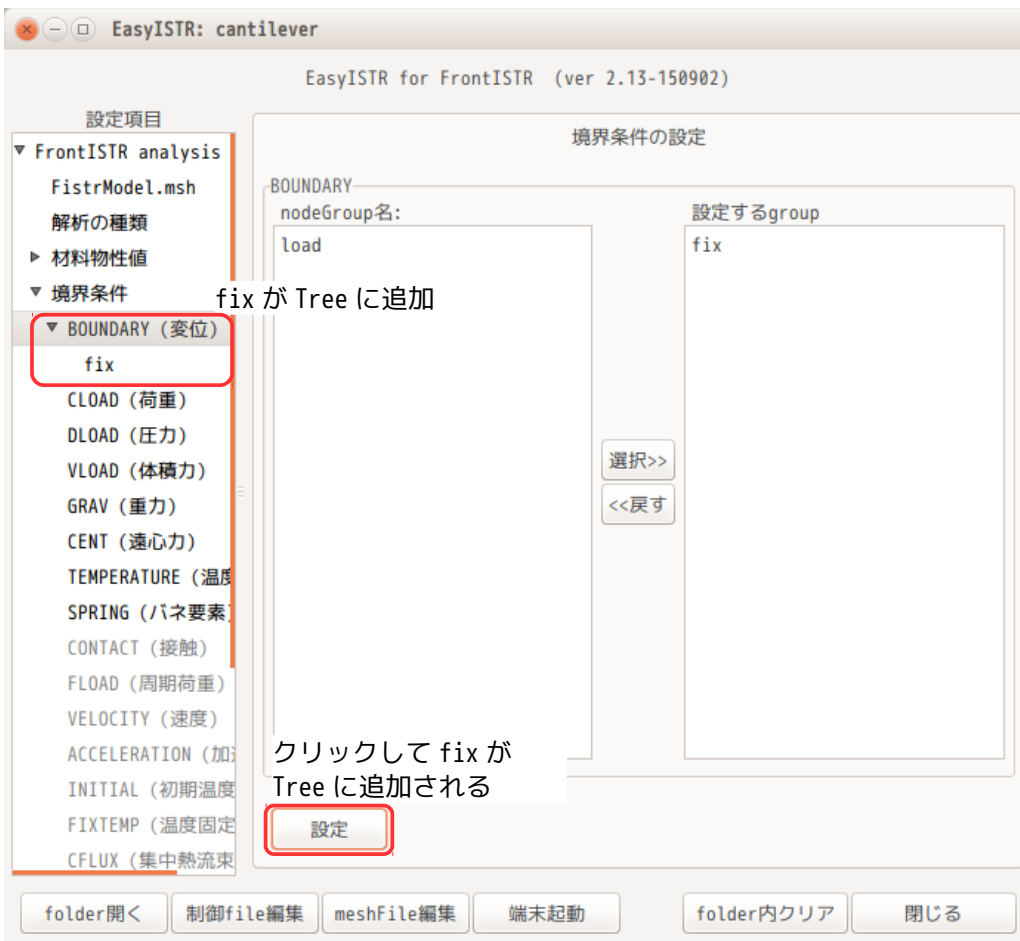 EasyISTR: cantilever
EasyISTR for FrontISTR (ver 2.13-150902)
設定項目
FrontISTR analysis
FistrModel.msh
解析の種類
材料物性値
境界条件
BOUNDARY (変位)
fix
CLOAD (荷重)
DLOAD (圧力)
VLOAD (体積力)
GRAV (重力)
CENT (遠心力)
TEMPERATURE (温度
SPRING (バネ要素)
CONTACT (接触)
FLOAD (周期荷重)
VELOCITY (速度)
ACCELERATION (加速
INITIAL (初期温度
FIXTEMP (温度固定
CFLUX (集中熱流束
境界条件の設定
BOUNDARY
nodeGroup名:
load
fix が Tree に追加
選択>>
<<戻す
設定するgroup
fix
クリックして fix が
Tree に追加される
設定
folder開く
制御file編集
meshFile編集
端末起動
folder内クリア
閉じる